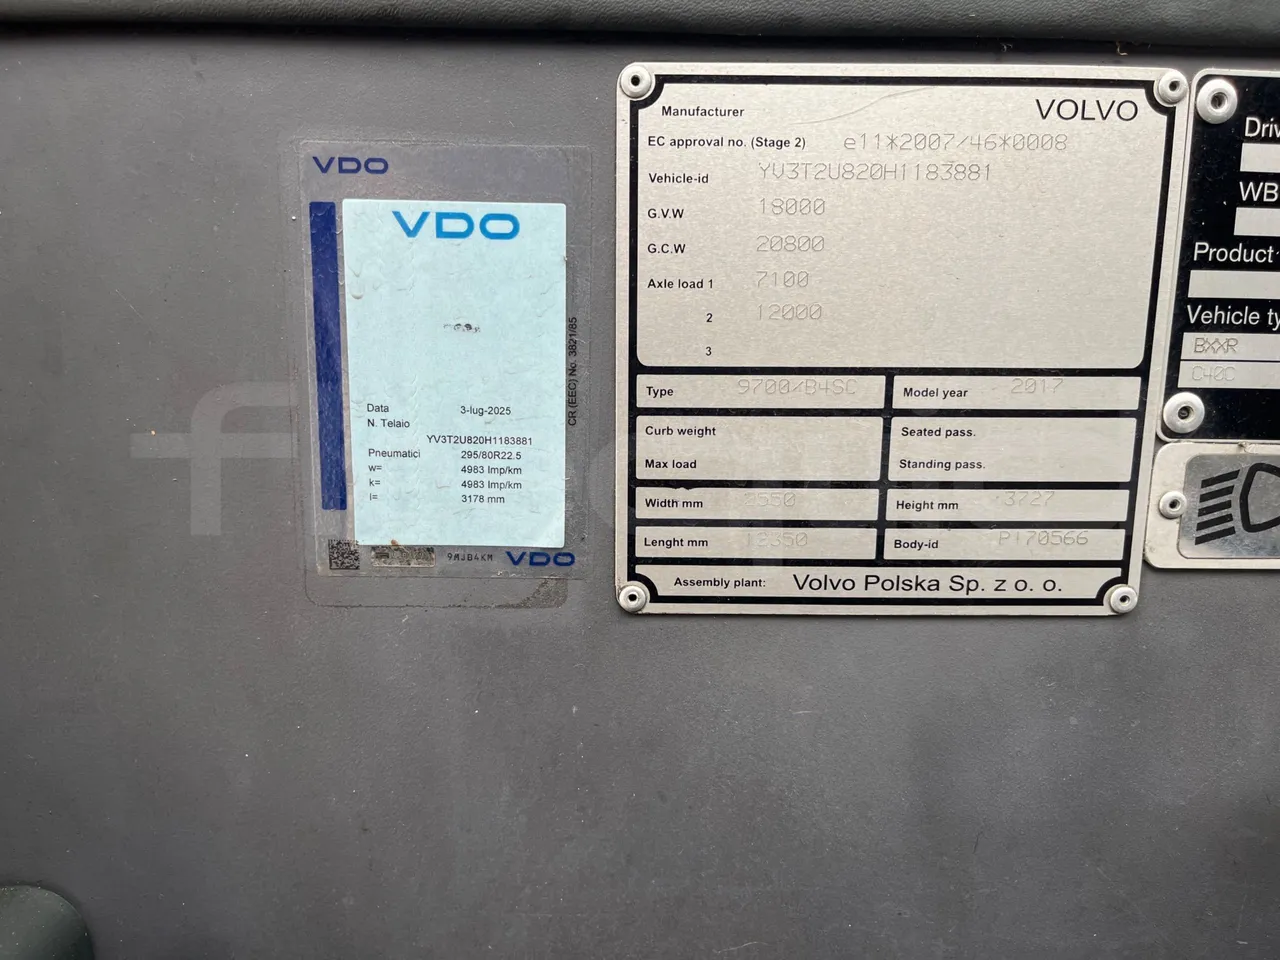 VDO
VDO
Data 3-lug-2025
N. Telaio
YV3T2U820H1183881
Pneumatici 295/80R22.5
w= 4983 Imp/km
k= 4983 Imp/km
l= 3178 mm
CR (EEC) No. 3821/85
9MJB4KM VDO
Manufacturer VOLVO
EC approval no. (Stage 2) e11*2007/46*0008
Vehicle-id YV3T2U820H1183881
G.V.W 18000
G.C.W 20800
Axle load 1 7100
2 12000
3
Type 9700/B4SC Model year 2017
Curb weight Seated pass.
Max load Standing pass.
Width mm 2550 Height mm 3727
Lenght mm Body-id P170566
Assembly plant: Volvo Polska Sp. z o. o.
WB
Product
Vehicle
BXXR
C40C